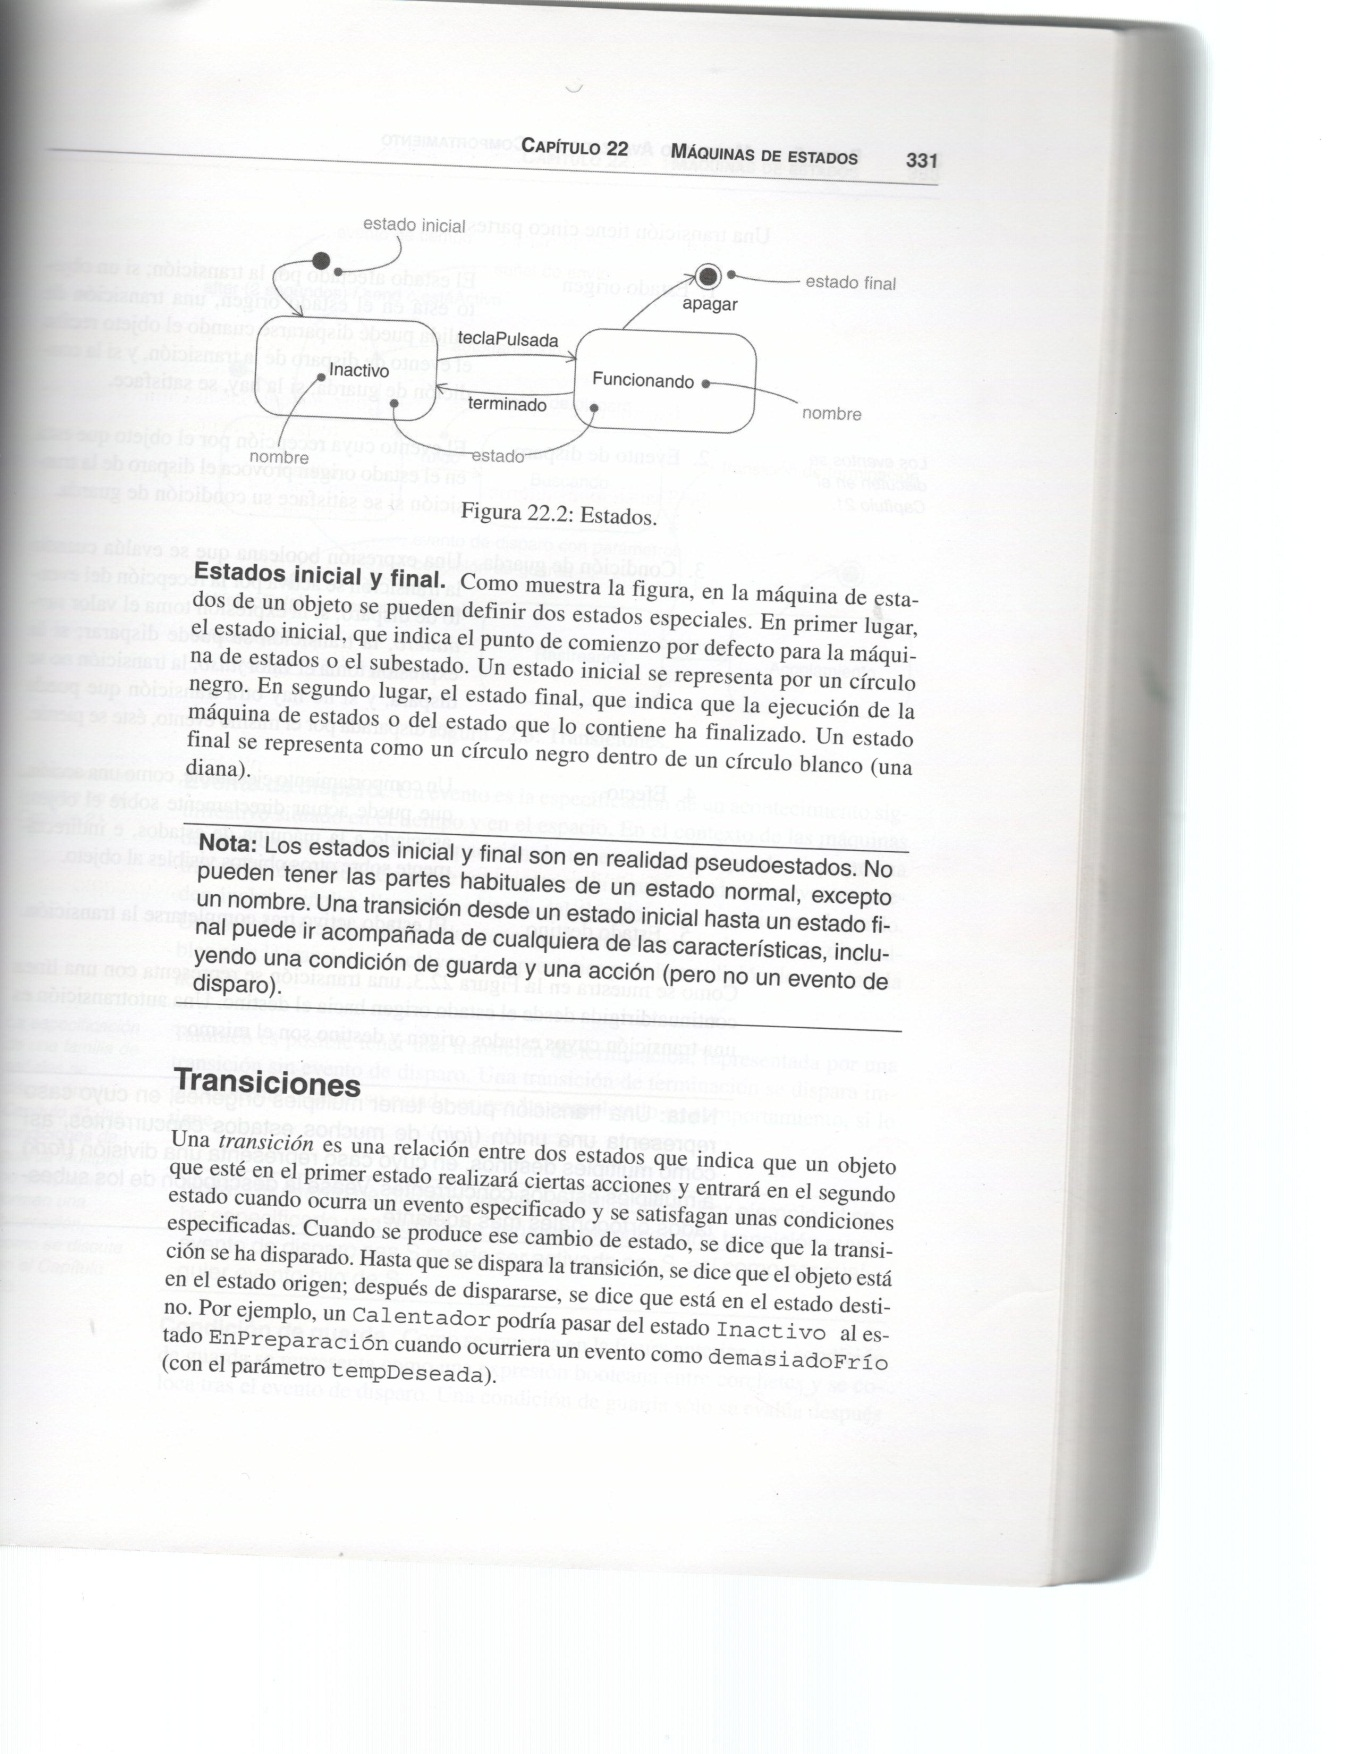 CAPÍTULO 22 MÁQUINAS DE ESTADOS 331
estado inicial
estado final
apagar
teclaPulsada
Inactivo
Funcionando
terminado
nombre
nombre
estado
Figura 22.2: Estados.
Estados inicial y final. Como muestra la figura, en la máquina de esta-
dos de un objeto se pueden definir dos estados especiales. En primer lugar,
el estado inicial, que indica el punto de comienzo por defecto para la máqui-
na de estados o el subestado. Un estado inicial se representa por un círculo
negro. En segundo lugar, el estado final, que indica que la ejecución de la
máquina de estados o del estado que lo contiene ha finalizado. Un estado
final se representa como un círculo negro dentro de un círculo blanco (una
diana).
Nota: Los estados inicial y final son en realidad pseudoestados. No
pueden tener las partes habituales de un estado normal, excepto
un nombre. Una transición desde un estado inicial hasta un estado fi-
nal puede ir acompañada de cualquiera de las características, inclu-
yendo una condición de guarda y una acción (pero no un evento de
disparo).
Transiciones
Una transición es una relación entre dos estados que indica que un objeto
que esté en el primer estado realizará ciertas acciones y entrará en el segundo
estado cuando ocurra un evento especificado y se satisfagan unas condiciones
especificadas. Cuando se produce ese cambio de estado, se dice que la transi-
ción se ha disparado. Hasta que se dispara la transición, se dice que el objeto está
en el estado origen; después de dispararse, se dice que está en el estado desti-
no. Por ejemplo, un Calentador podría pasar del estado Inactivo al es-
tado EnPreparación cuando ocurriera un evento como demasiadoFrío
(con el parámetro tempDeseada).